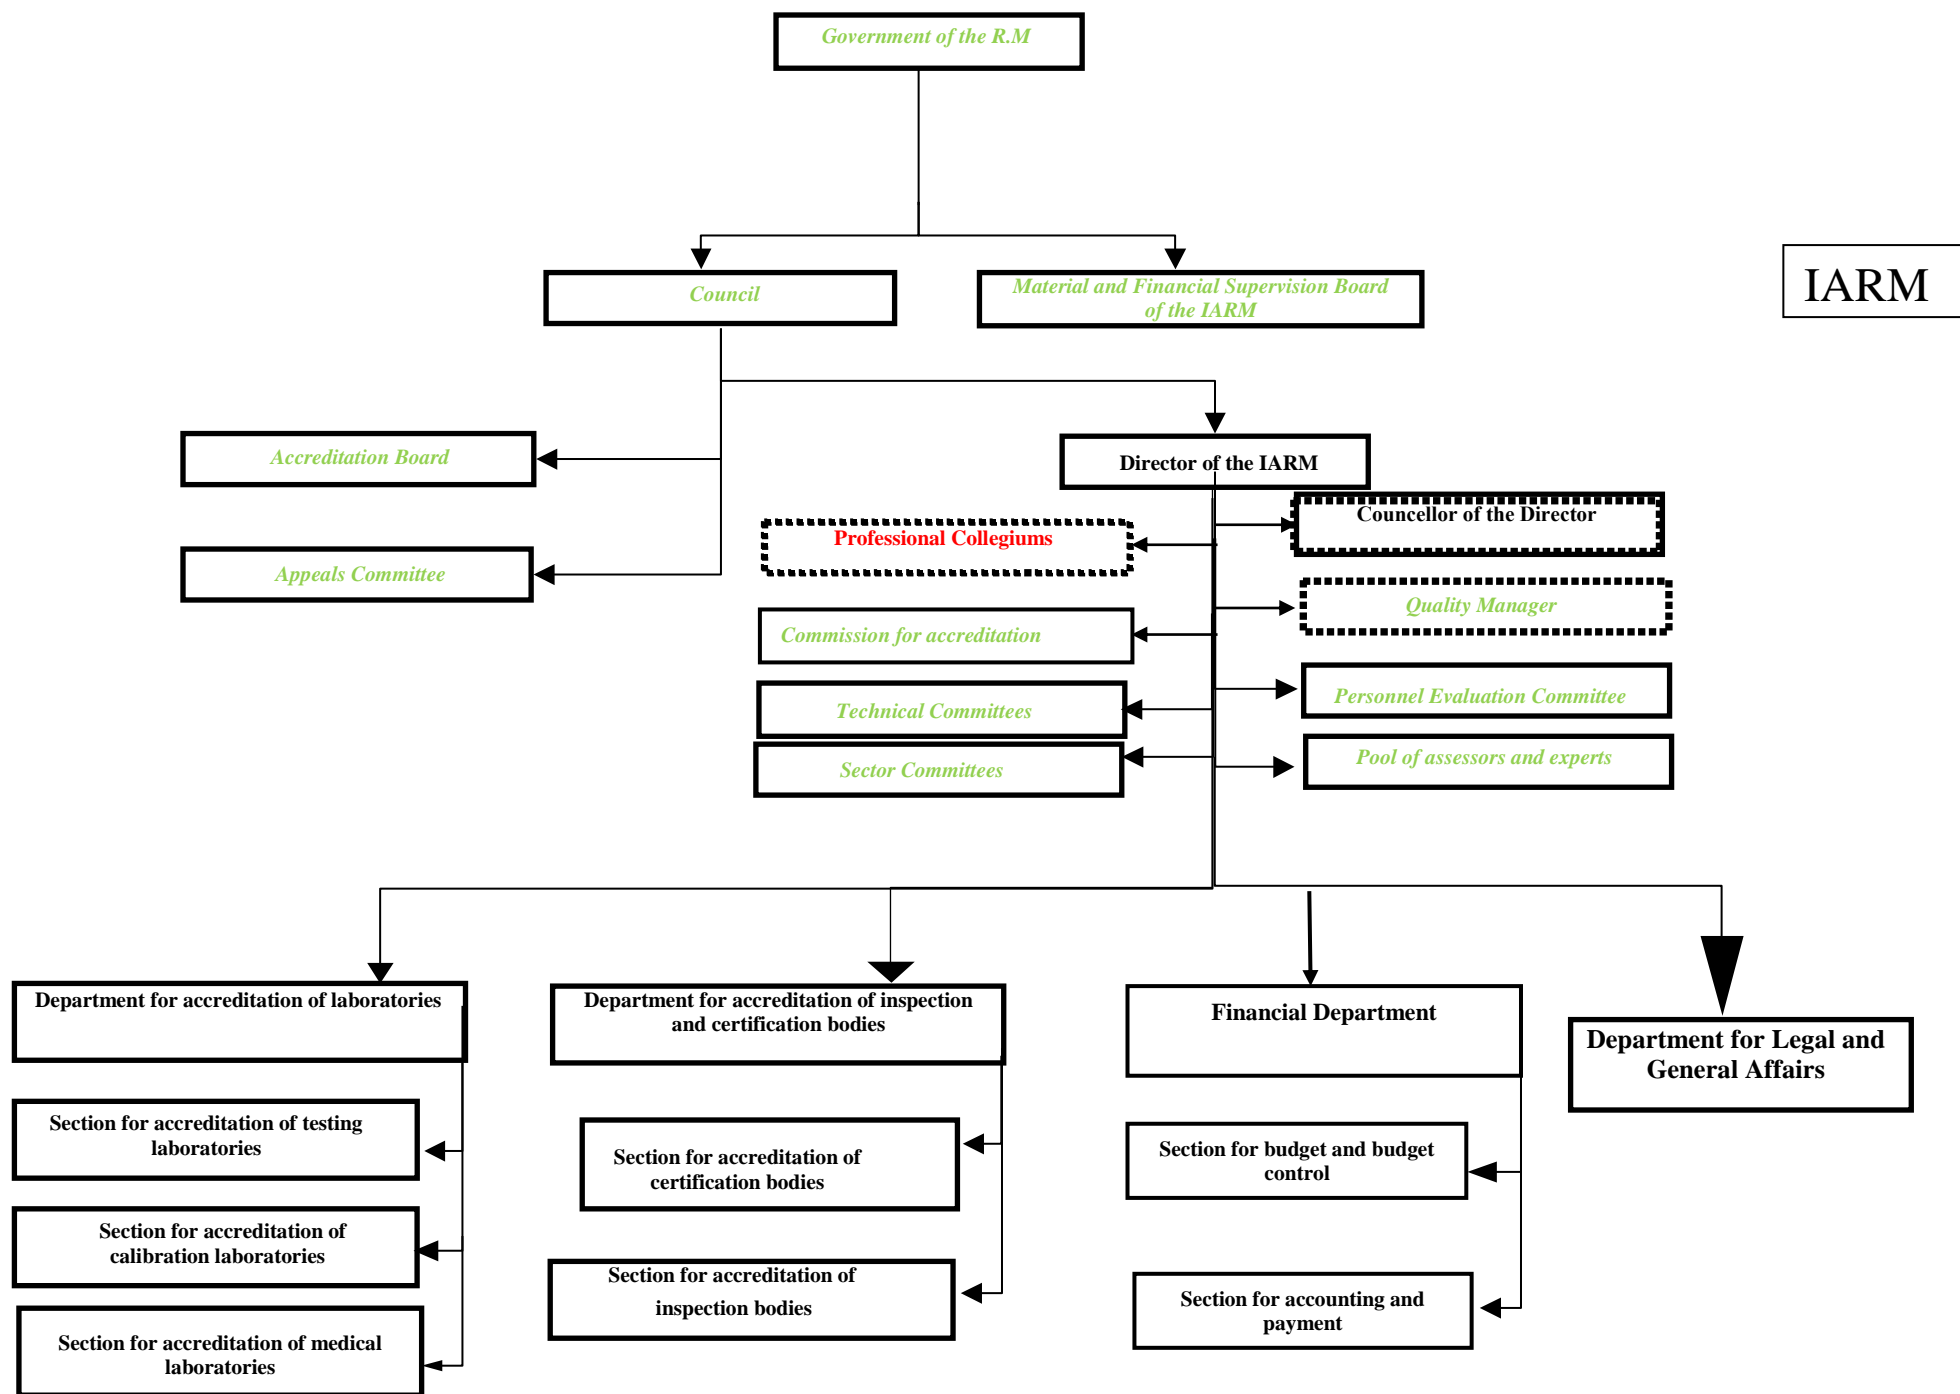 Government of the R.M
Council
Material and Financial Supervision Board
of the IARM
IARM
Accreditation Board
Director of the IARM
Professional Collegiums
Councellor of the Director
Appeals Committee
Quality Manager
Commission for accreditation
Personnel Evaluation Committee
Technical Committees
Pool of assessors and experts
Sector Committees
Department for accreditation of laboratories
Department for accreditation of inspection
and certification bodies
Financial Department
Department for Legal and
General Affairs
Section for accreditation of testing
laboratories
Section for accreditation of
certification bodies
Section for budget and budget
control
Section for accreditation of
calibration laboratories
Section for accreditation of
inspection bodies
Section for accounting and
payment
Section for accreditation of medical
laboratories